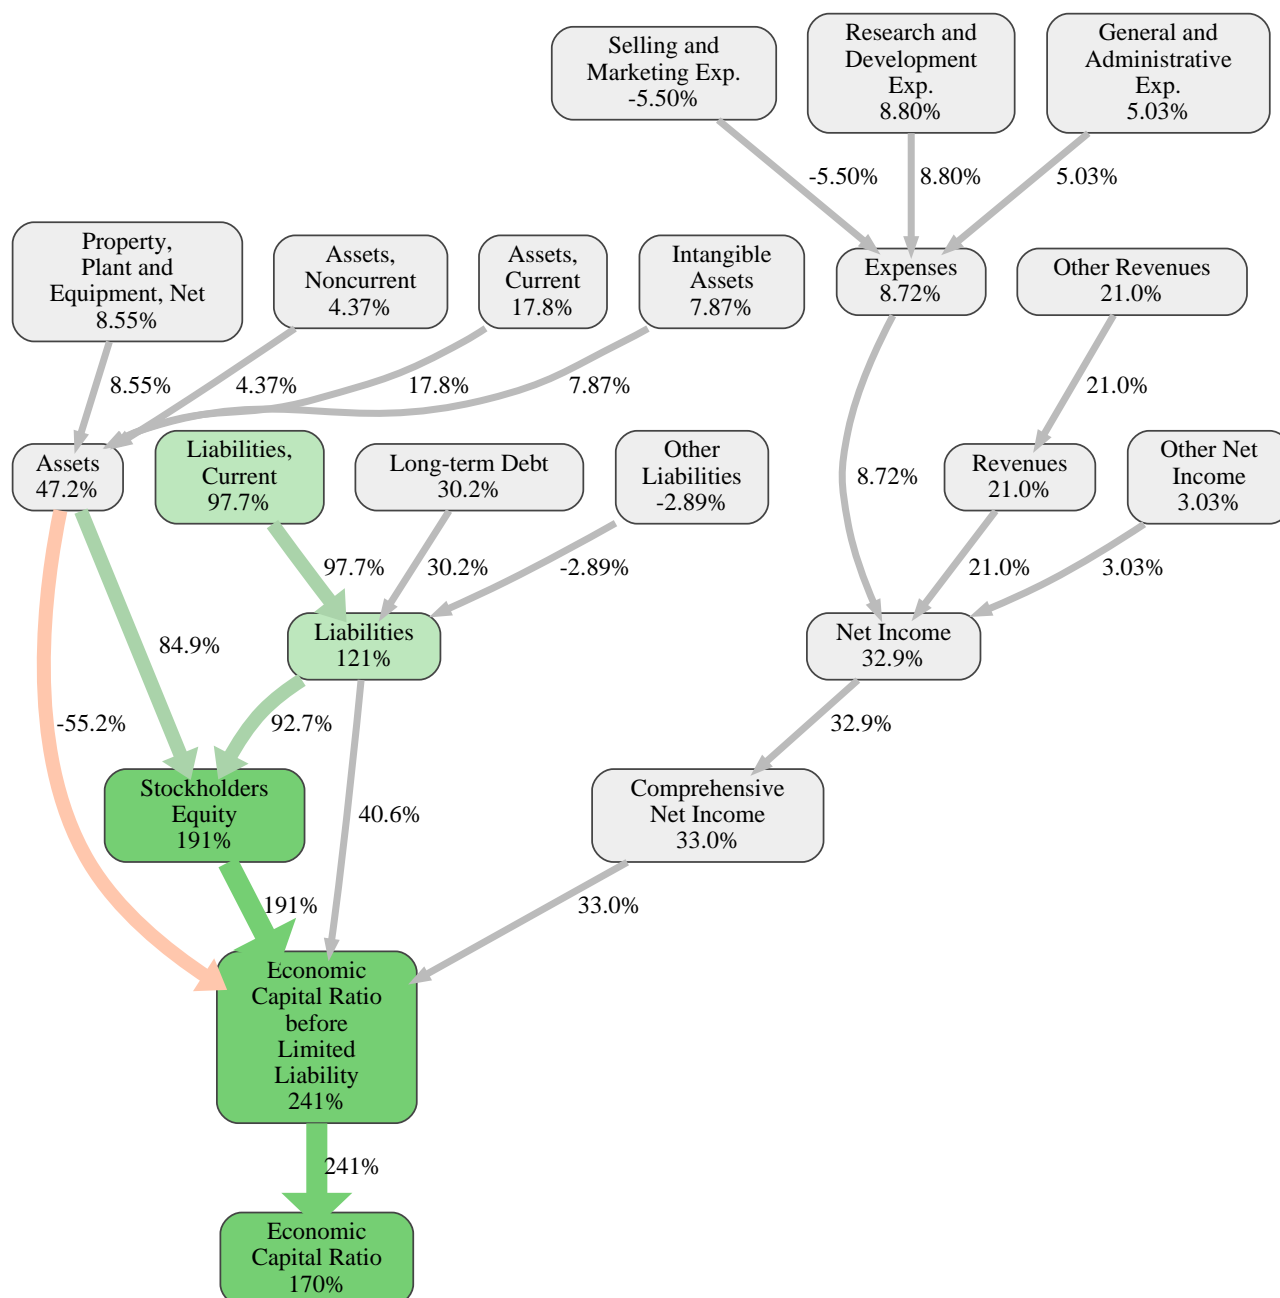 Selling and
Marketing Exp.
-5.50%
Research and
Development
Exp.
8.80%
General and
Administrative
Exp.
5.03%
-5.50%
8.80%
5.03%
Property,
Plant and
Equipment, Net
8.55%
Assets,
Noncurrent
4.37%
Assets,
Current
17.8%
Intangible
Assets
7.87%
Expenses
8.72%
Other Revenues
21.0%
8.55%
4.37%
17.8%
7.87%
21.0%
Assets
47.2%
Liabilities,
Current
97.7%
Long-term Debt
30.2%
Other
Liabilities
-2.89%
8.72%
Revenues
21.0%
Other Net
Income
3.03%
97.7%
30.2%
-2.89%
21.0%
3.03%
84.9%
Liabilities
121%
Net Income
32.9%
-55.2%
92.7%
32.9%
Stockholders
Equity
191%
40.6%
Comprehensive
Net Income
33.0%
191%
33.0%
Economic
Capital Ratio
before
Limited
Liability
241%
241%
Economic
Capital Ratio
170%